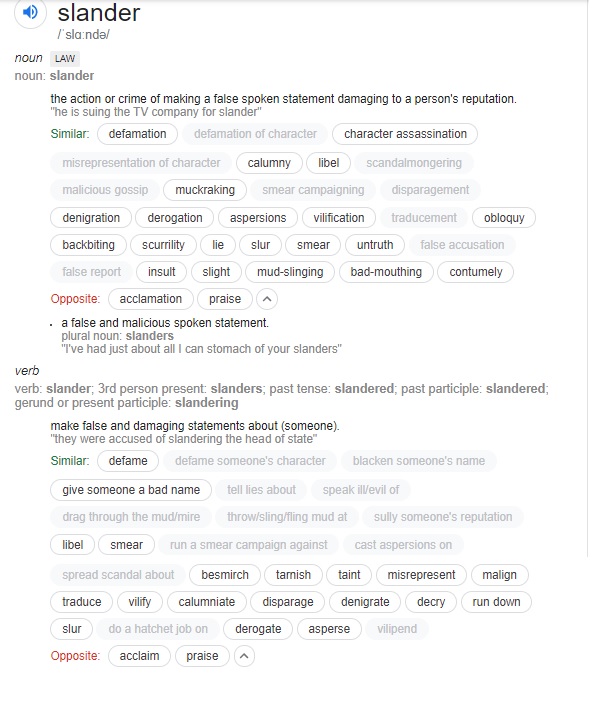 slander
/ˈslɑːndə/
noun LAW
noun: slander
the action or crime of making a false spoken statement damaging to a person's reputation.
"he is suing the TV company for slander"
Similar: defamation defamation of character character assassination
misrepresentation of character calumny libel scandalmongering
malicious gossip muckraking smear campaigning disparagement
denigration derogation aspersions vilification traducement obloquy
backbiting scurrility lie slur smear untruth false accusation
false report insult slight mud-slinging bad-mouthing contumely
Opposite: acclamation praise
• a false and malicious spoken statement.
plural noun: slanders
"I've had just about all I can stomach of your slanders"
verb
verb: slander; 3rd person present: slanders; past tense: slandered; past participle: slandered;
gerund or present participle: slandering
make false and damaging statements about (someone).
"they were accused of slandering the head of state"
Similar: defame defame someone's character blacken someone's name
give someone a bad name tell lies about speak ill/evil of
drag through the mud/mire throw/sling/fling mud at sully someone's reputation
libel smear run a smear campaign against cast aspersions on
spread scandal about besmirch tarnish taint misrepresent malign
traduce vilify calumniate disparage denigrate decry run down
slur do a hatchet job on derogate asperse vilipend
Opposite: acclaim praise